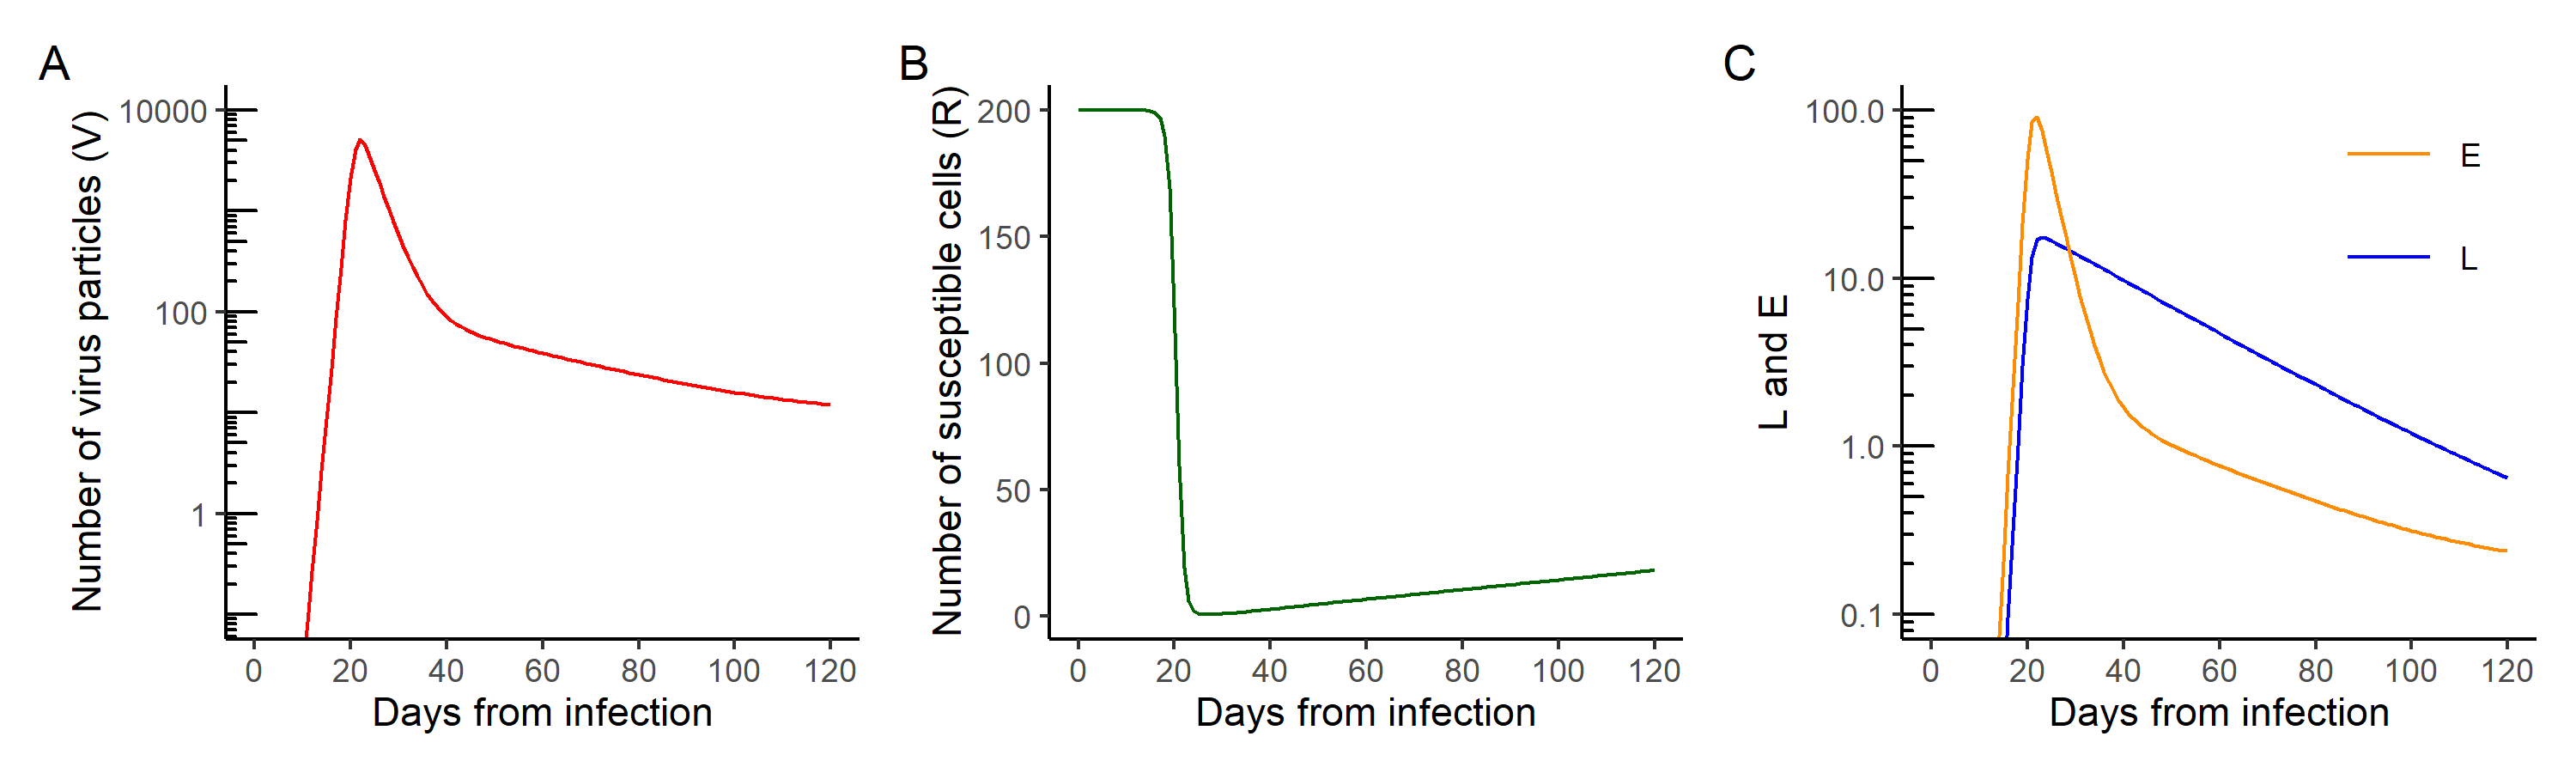 A
Number of virus particles (V)
10000
100
1
0 20 40 60 80 100 120
Days from infection
B
Number of susceptible cells (R)
200
150
100
50
0
0 20 40 60 80 100 120
Days from infection
C
L and E
100.0
10.0
1.0
0.1
0 20 40 60 80 100 120
Days from infection
E
L